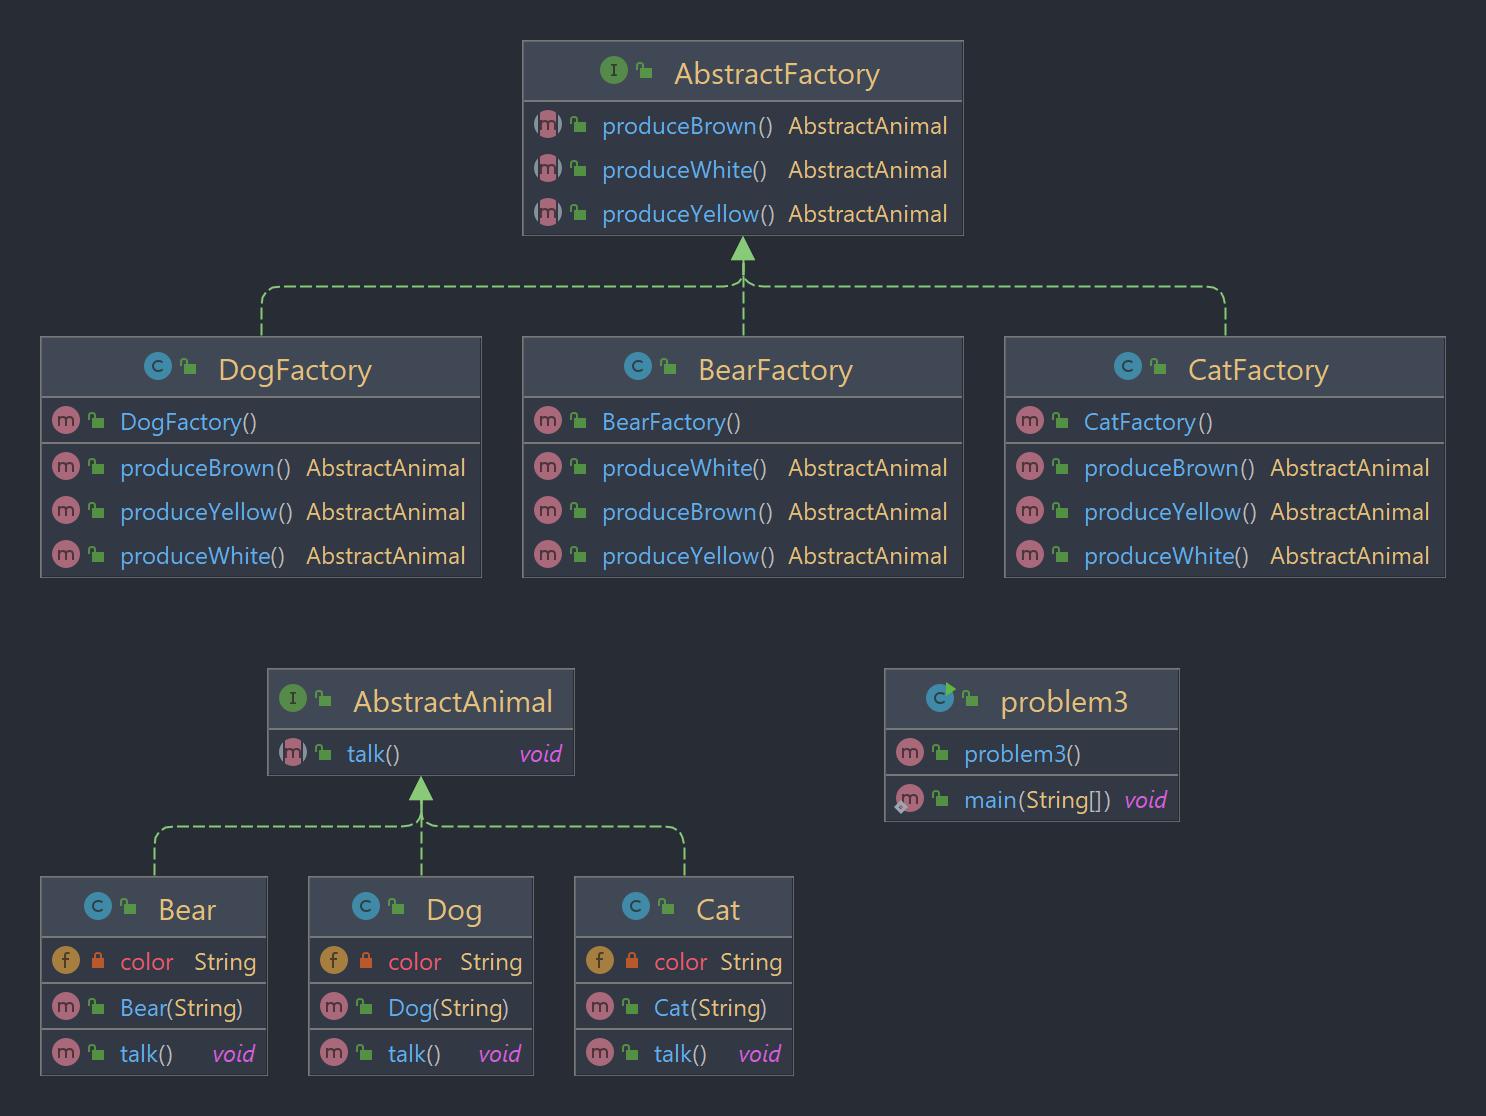 I AbstractFactory
m produceBrown() AbstractAnimal
m produceWhite() AbstractAnimal
m produceYellow() AbstractAnimal
C DogFactory
m DogFactory()
m produceBrown() AbstractAnimal
m produceYellow() AbstractAnimal
m produceWhite() AbstractAnimal
C BearFactory
m BearFactory()
m produceWhite() AbstractAnimal
m produceBrown() AbstractAnimal
m produceYellow() AbstractAnimal
C CatFactory
m CatFactory()
m produceBrown() AbstractAnimal
m produceYellow() AbstractAnimal
m produceWhite() AbstractAnimal
I AbstractAnimal
m talk() void
C problem3
m problem3()
m main(String[]) void
C Bear
f color String
m Bear(String)
m talk() void
C Dog
f color String
m Dog(String)
m talk() void
C Cat
f color String
m Cat(String)
m talk() void